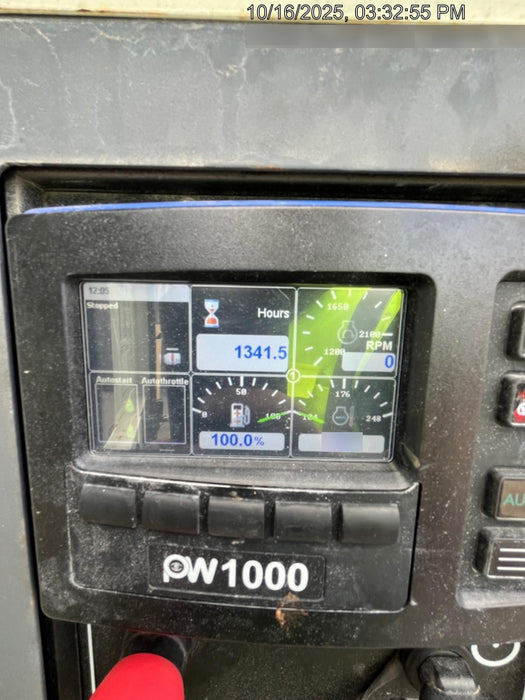 10/16/2025, 03:32:55 PM
12:05
Stopped
Hours
1341.5
1650
1200
2100
RPM
0
Autostart
Autothrottle
0
50
100
100.0%
104
176
248
PW1000
AU